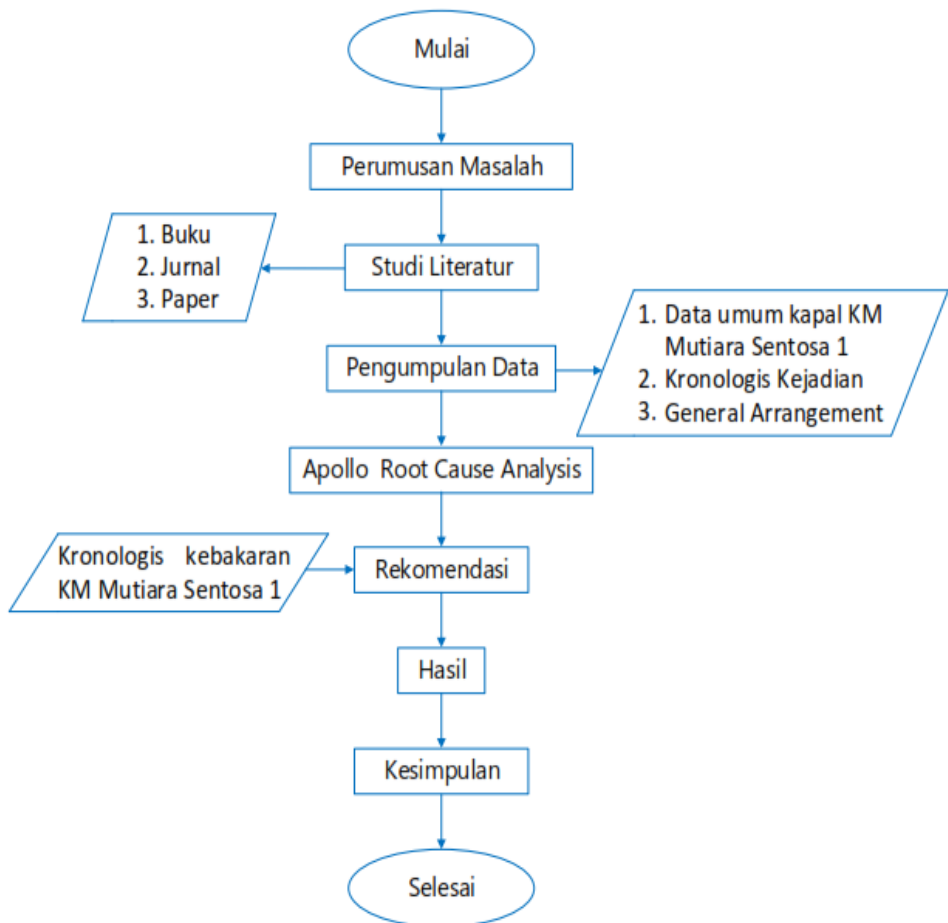 Mulai
Perumusan Masalah
1. Buku
2. Jurnal
3. Paper
Studi Literatur
Pengumpulan Data
1. Data umum kapal KM
Mutiara Sentosa 1
2. Kronologis Kejadian
3. General Arrangement
Apollo Root Cause Analysis
Kronologis kebakaran
KM Mutiara Sentosa 1
Rekomendasi
Hasil
Kesimpulan
Selesai